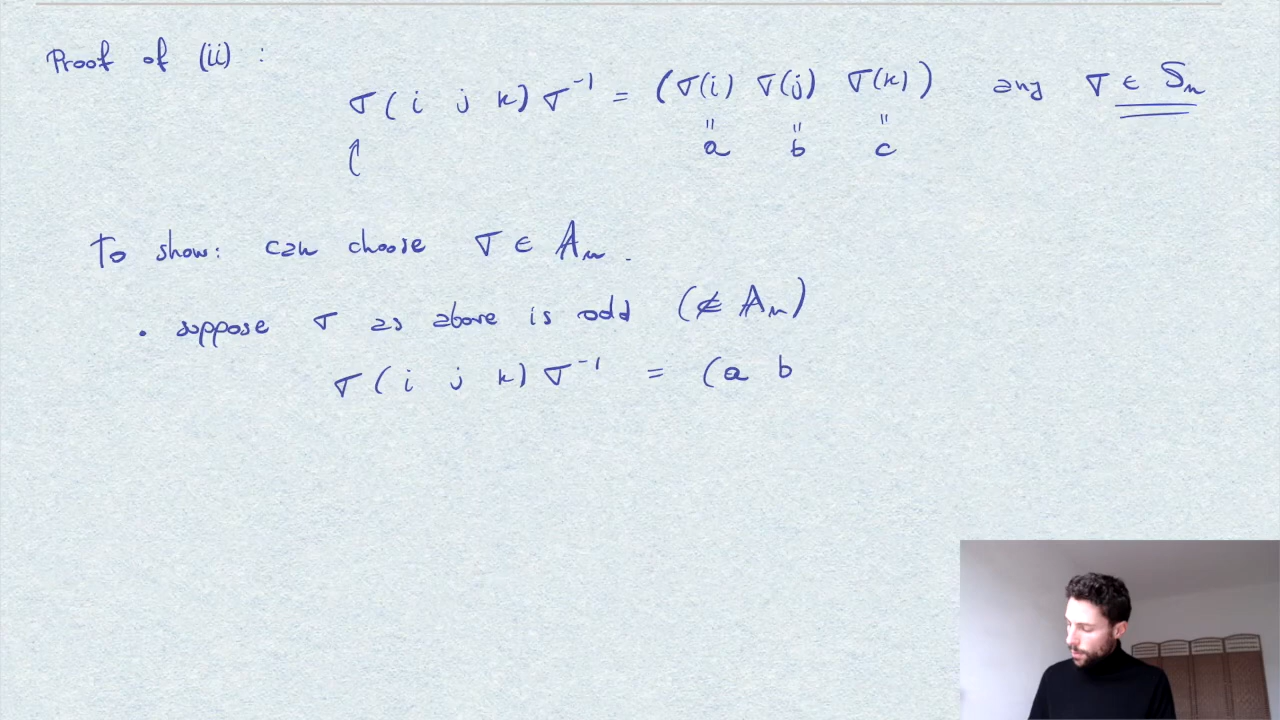 Proof of (ii) :
σ ( i j k ) σ⁻¹ = ( σ(i) σ(j) σ(k) ) any σ ∈ 𝕊ₙ
" " "
a b c
To show: can choose σ ∈ 𝔸ₙ .
• suppose σ as above is odd (∉ 𝔸ₙ)
σ ( i j k ) σ⁻¹ = ( a b